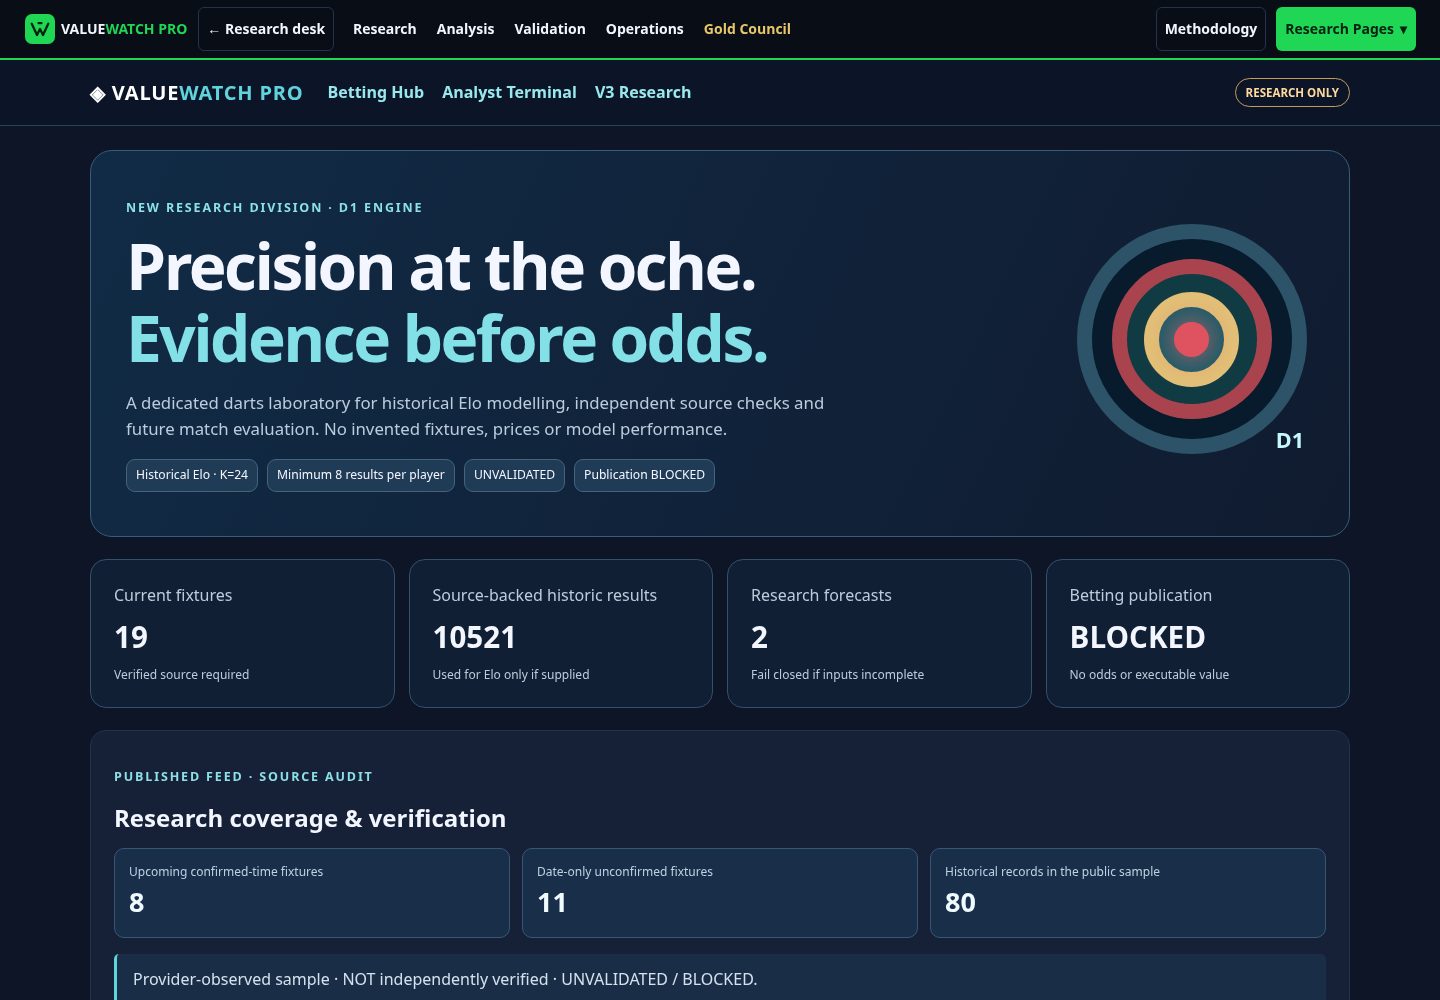 VALUEWATCH PRO
← Research desk
Research
Analysis
Validation
Operations
Gold Council
Methodology
Research Pages ▾
◈ VALUEWATCH PRO
Betting Hub
Analyst Terminal
V3 Research
RESEARCH ONLY
NEW RESEARCH DIVISION · D1 ENGINE
Precision at the oche.
Evidence before odds.
A dedicated darts laboratory for historical Elo modelling, independent source checks and
future match evaluation. No invented fixtures, prices or model performance.
Historical Elo · K=24
Minimum 8 results per player
UNVALIDATED
Publication BLOCKED
D1
Current fixtures
19
Verified source required
Source-backed historic results
10521
Used for Elo only if supplied
Research forecasts
2
Fail closed if inputs incomplete
Betting publication
BLOCKED
No odds or executable value
PUBLISHED FEED · SOURCE AUDIT
Research coverage & verification
Upcoming confirmed-time fixtures
8
Date-only unconfirmed fixtures
11
Historical records in the public sample
80
Provider-observed sample · NOT independently verified · UNVALIDATED / BLOCKED.